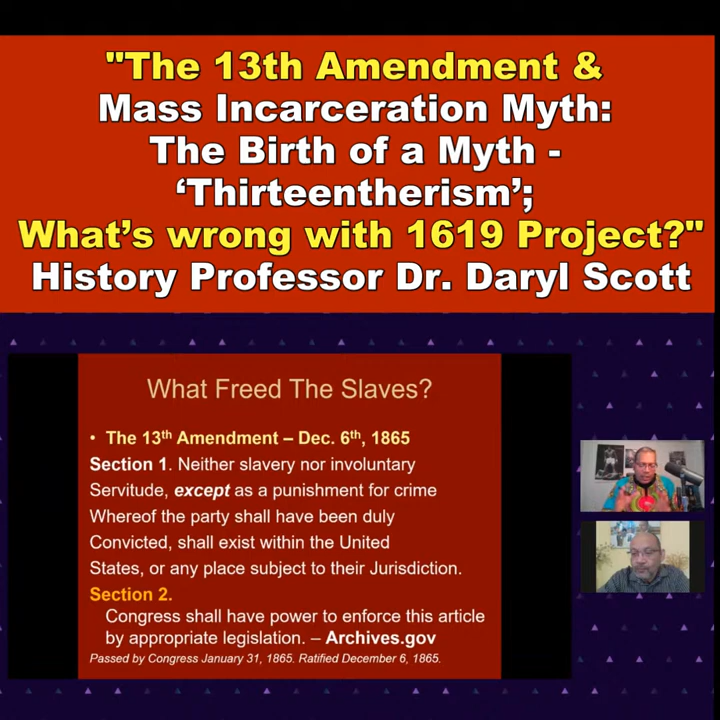 "The 13th Amendment &
Mass Incarceration Myth:
The Birth of a Myth -
‘Thirteentherism’;
What’s wrong with 1619 Project?"
History Professor Dr. Daryl Scott
What Freed The Slaves?
• The 13th Amendment – Dec. 6th, 1865
Section 1. Neither slavery nor involuntary
Servitude, except as a punishment for crime
Whereof the party shall have been duly
Convicted, shall exist within the United
States, or any place subject to their Jurisdiction.
Section 2.
Congress shall have power to enforce this article
by appropriate legislation. – Archives.gov
Passed by Congress January 31, 1865. Ratified December 6, 1865.